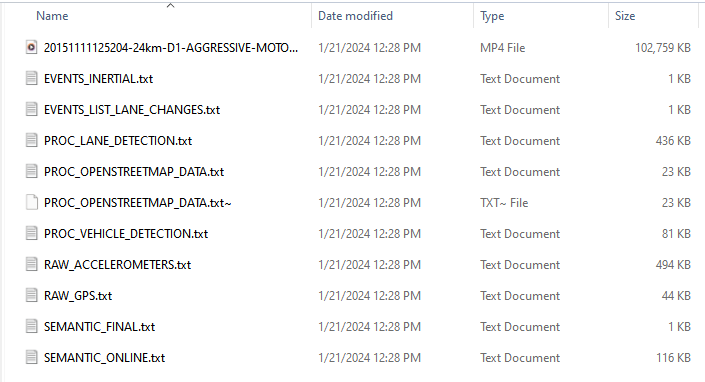 Name Date modified Type Size
20151111125204-24km-D1-AGGRESSIVE-MOTO... 1/21/2024 12:28 PM MP4 File 102,759 KB
EVENTS_INERTIAL.txt 1/21/2024 12:28 PM Text Document 1 KB
EVENTS_LIST_LANE_CHANGES.txt 1/21/2024 12:28 PM Text Document 1 KB
PROC_LANE_DETECTION.txt 1/21/2024 12:28 PM Text Document 436 KB
PROC_OPENSTREETMAP_DATA.txt 1/21/2024 12:28 PM Text Document 23 KB
PROC_OPENSTREETMAP_DATA.txt~ 1/21/2024 12:28 PM TXT~ File 23 KB
PROC_VEHICLE_DETECTION.txt 1/21/2024 12:28 PM Text Document 81 KB
RAW_ACCELEROMETERS.txt 1/21/2024 12:28 PM Text Document 494 KB
RAW_GPS.txt 1/21/2024 12:28 PM Text Document 44 KB
SEMANTIC_FINAL.txt 1/21/2024 12:28 PM Text Document 1 KB
SEMANTIC_ONLINE.txt 1/21/2024 12:28 PM Text Document 116 KB